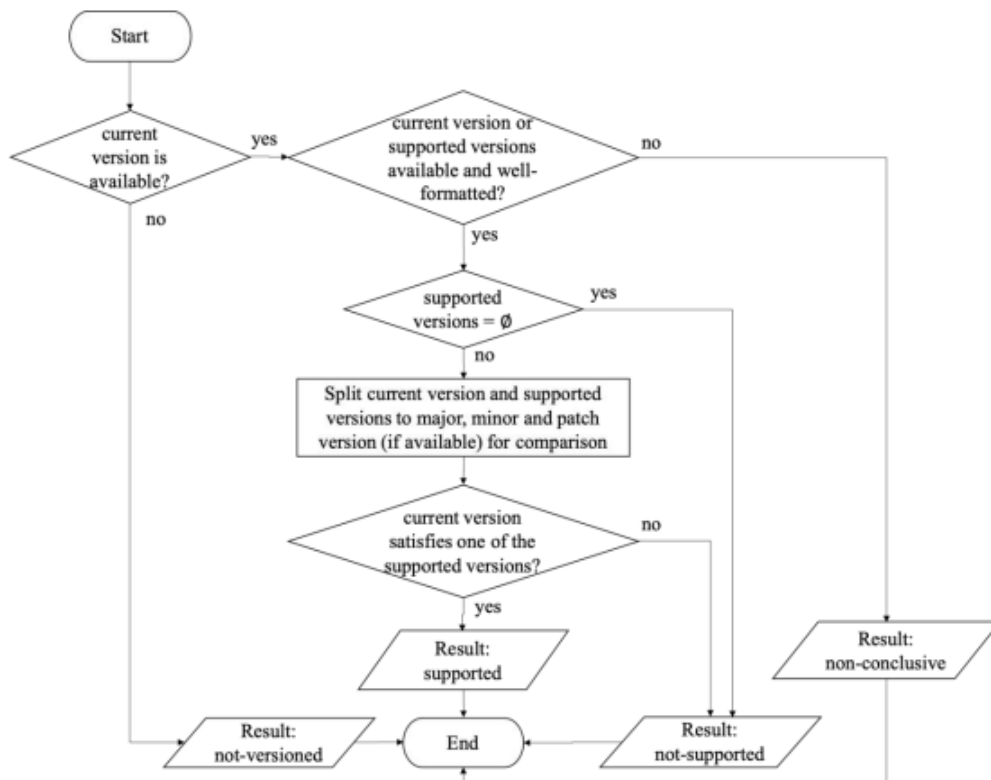 Start
current
version is
available?
yes
no
current version or
supported versions
available and well-
formatted?
no
yes
supported
versions = ∅
yes
no
Split current version and supported
versions to major, minor and patch
version (if available) for comparison
current version
satisfies one of the
supported versions?
no
yes
Result:
supported
Result:
non-conclusive
Result:
not-versioned
End
Result:
not-supported